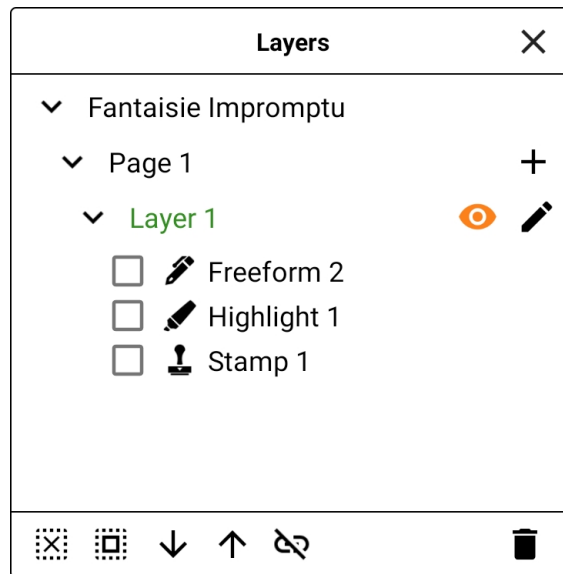 Layers
Fantaisie Impromptu
Page 1
Layer 1
Freeform 2
Highlight 1
Stamp 1